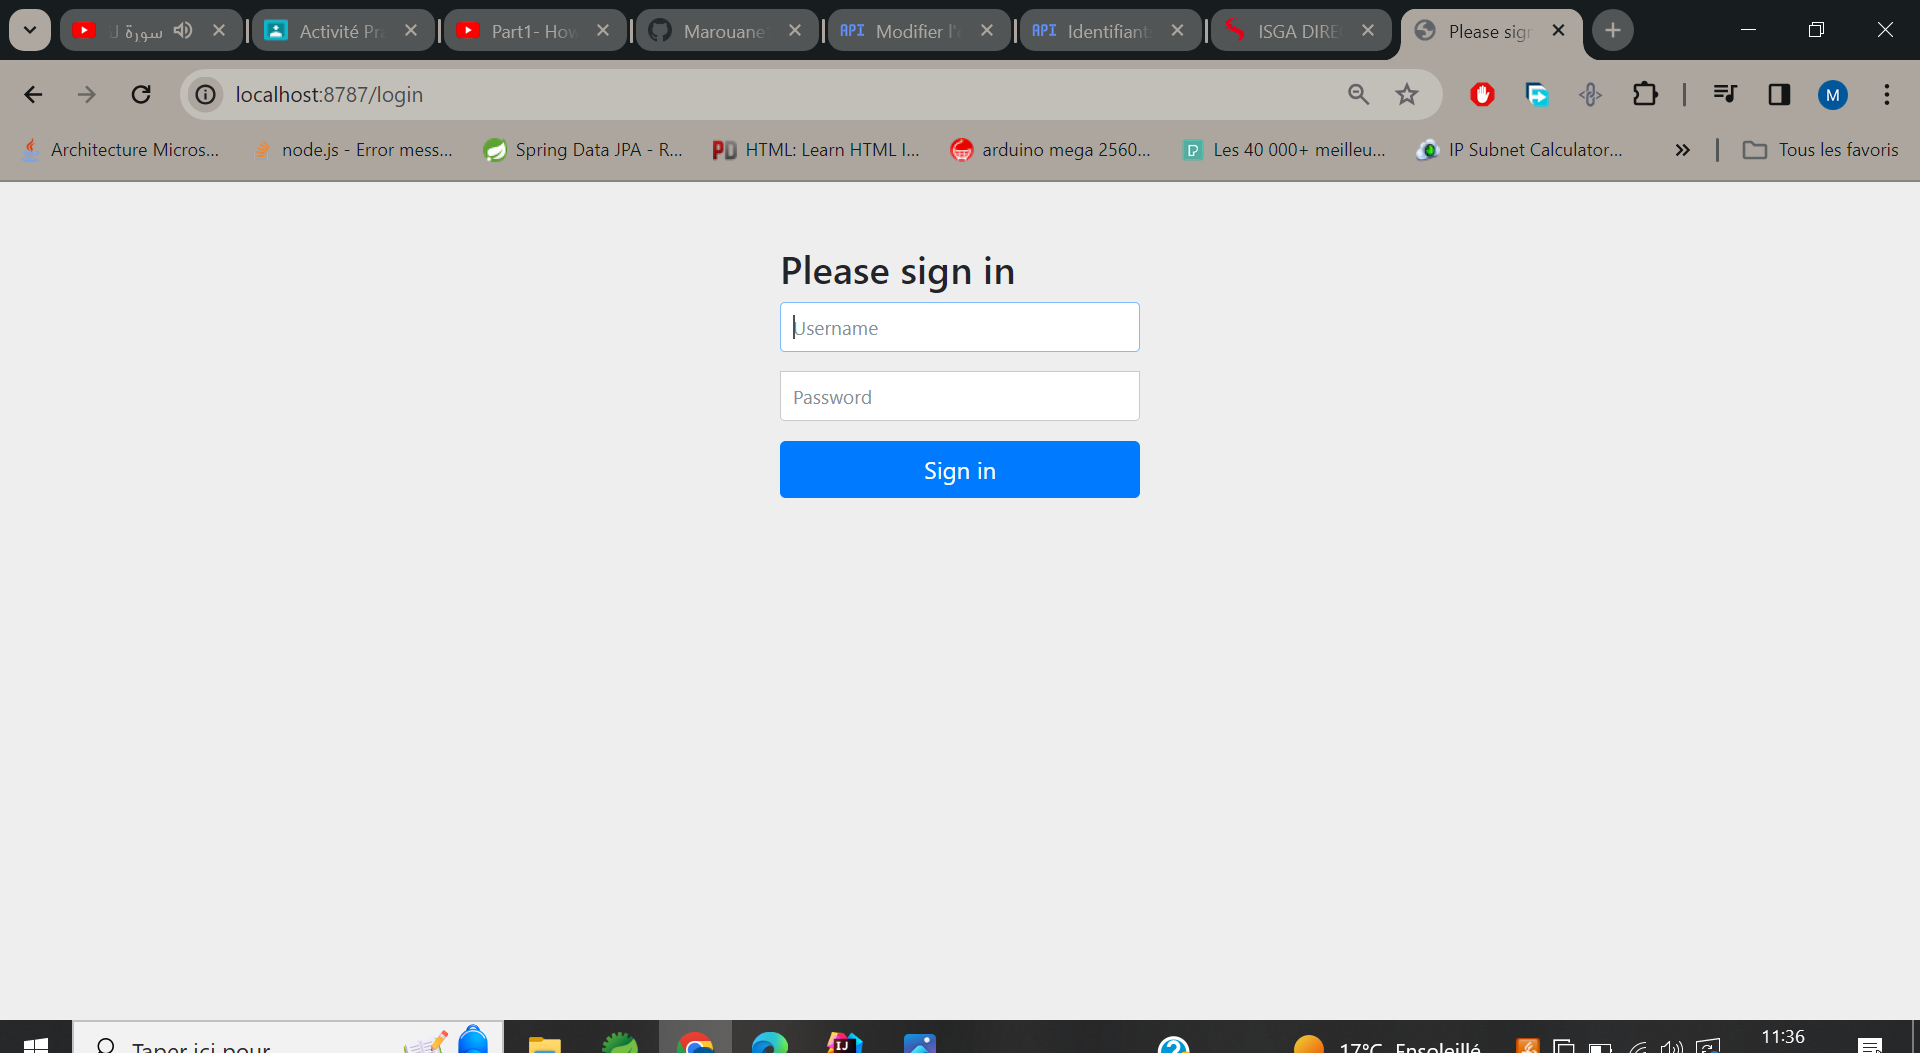 سورة
Activité Pr
Part1- How
Marouane
API Modifier l'
API Identifiant
ISGA DIRE
Please sign
localhost:8787/login
M
Architecture Micros...
node.js - Error mess...
Spring Data JPA - R...
PD HTML: Learn HTML I...
arduino mega 2560...
Les 40 000+ meilleu...
IP Subnet Calculator...
Tous les favoris
Please sign in
Username
Password
Sign in
Taper ici pour
IJ
17°C Ensoleillé
11:36